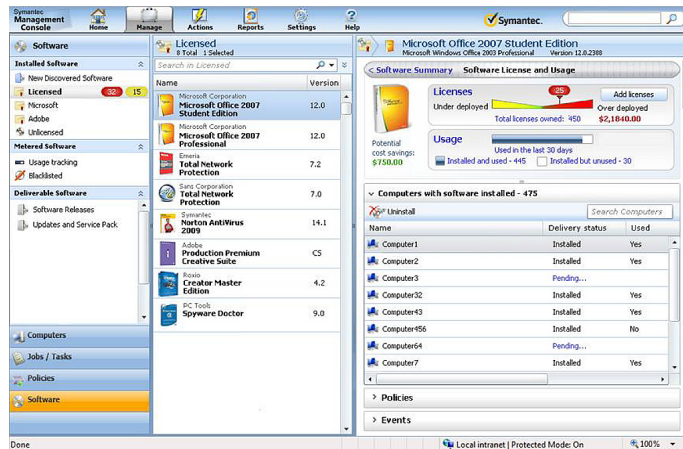 Symantec
Management
Console
Home
Manage
Actions
Reports
Settings
Help
Symantec.
Software
Installed Software
New Discovered Software
Licensed 32 15
Microsoft
Adobe
Unlicensed
Metered Software
Usage tracking
Blacklisted
Deliverable Software
Software Releases
Updates and Service Pack
Computers
Jobs / Tasks
Policies
Software
Licensed
8 Total 1 Selected
Search in Licensed
Name Version
Microsoft Corporation
Microsoft Office 2007 12.0
Student Edition
Microsoft Corporation
Microsoft Office 2007 12.0
Professional
Emeria
Total Network 7.2
Protection
Sans Corporation
Total Network 7.0
Protection
Symantec
Norton AntiVirus 14.1
2009
Adobe
Production Premium CS
Creative Suite
Roxio
Creator Master 4.2
Edition
PC Tools
Spyware Doctor 9.0
Microsoft Office 2007 Student Edition
Microsoft Windows Office 2003 Professional Version 12.0.2388
< Software Summary Software License and Usage
Potential
cost savings:
$750.00
Licenses 25 Add licenses
Under deployed Over deployed
Total licenses owned: 450 $2,1840.00
Usage
Used in the last 30 days
Installed and used - 445 Installed but unused - 30
Computers with software installed - 475
Uninstall Search Computers
Name Delivery status Used
Computer1 Installed Yes
Computer2 Installed Yes
Computer3 Pending...
Computer32 Installed Yes
Computer43 Installed Yes
Computer456 Installed No
Computer64 Pending...
Computer7 Installed Yes
Policies
Events
Done Local intranet | Protected Mode: On 100%